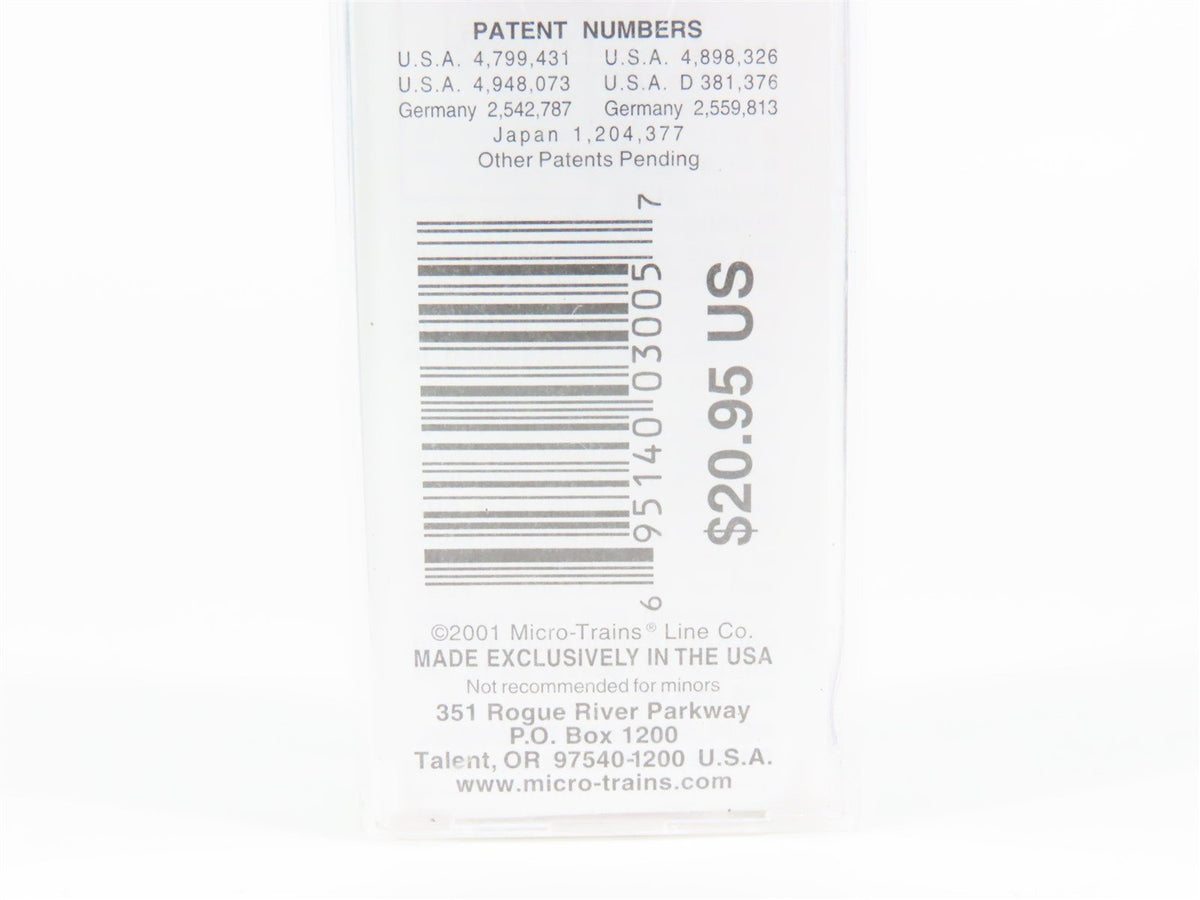 PATENT NUMBERS
U.S.A. 4,799,431 U.S.A. 4,898,326
U.S.A. 4,948,073 U.S.A. D 381,376
Germany 2,542,787 Germany 2,559,813
Japan 1,204,377
Other Patents Pending
6 95140 03005 7
$20.95 US
©2001 Micro-Trains® Line Co.
MADE EXCLUSIVELY IN THE USA
Not recommended for minors
351 Rogue River Parkway
P.O. Box 1200
Talent, OR 97540-1200 U.S.A.
www.micro-trains.com